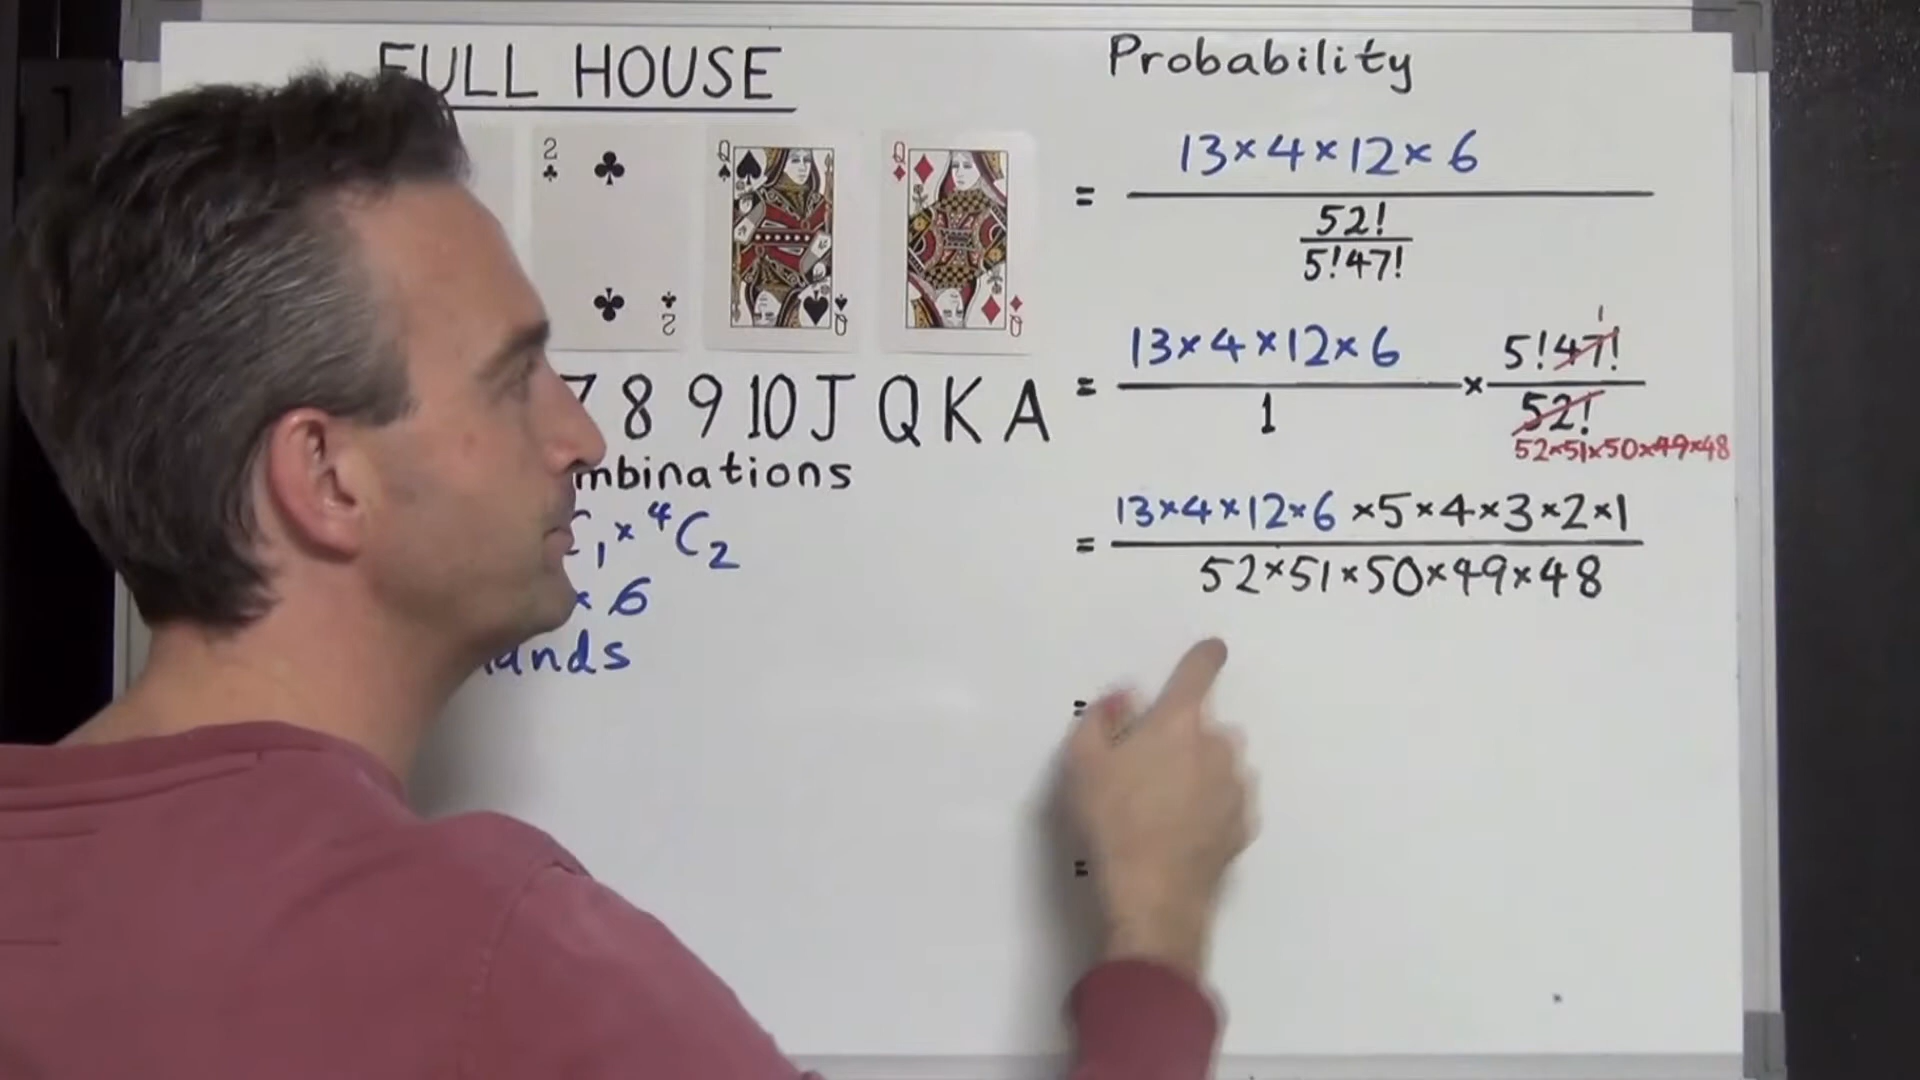 FULL HOUSE
2
2
Q
Q
Q
Q
7 8 9 10 J Q K A
mbinations
C₁ × ⁴C₂
× 6
ands
Probability
= 13×4×12×6
52!
5!47!
= 13×4×12×6 × 5!47!
1
1
52!
52×51×50×49×48
= 13×4×12×6×5×4×3×2×1
52×51×50×49×48
=
=